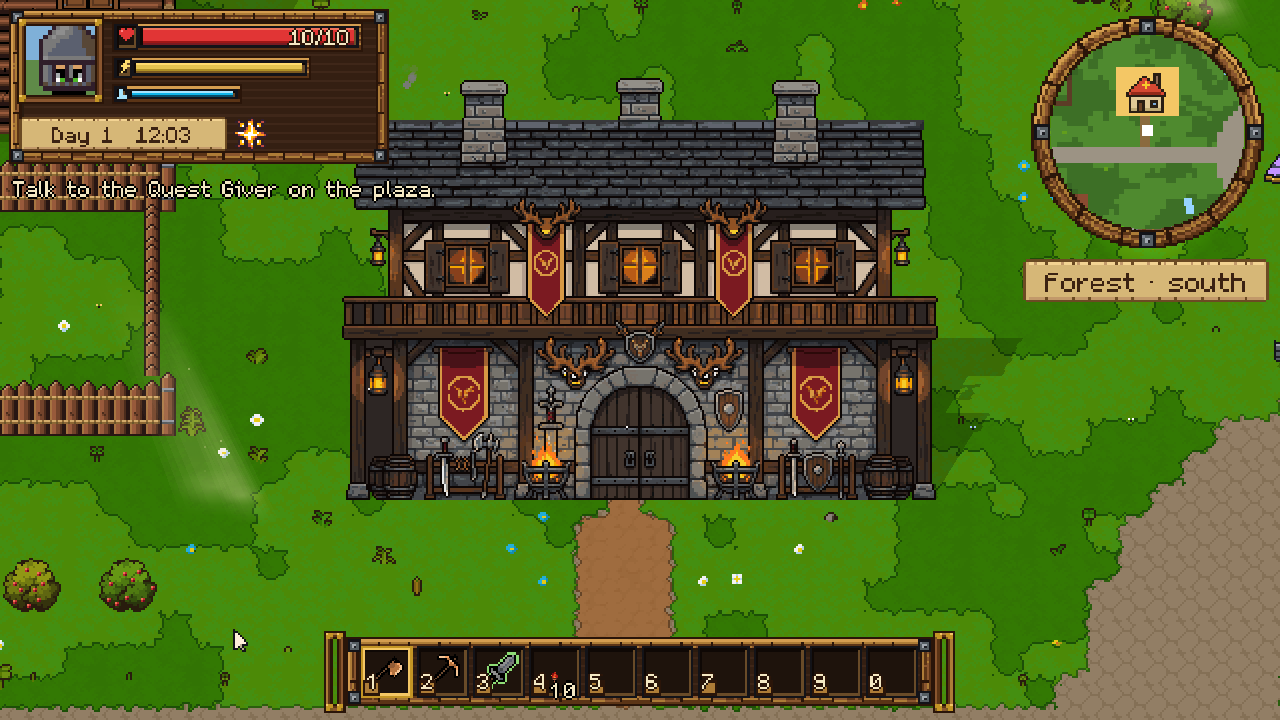 10/10
Day 1 12:03
Talk to the Quest Giver on the plaza.
Forest · south
1 2 3 4 10 5 6 7 8 9 0